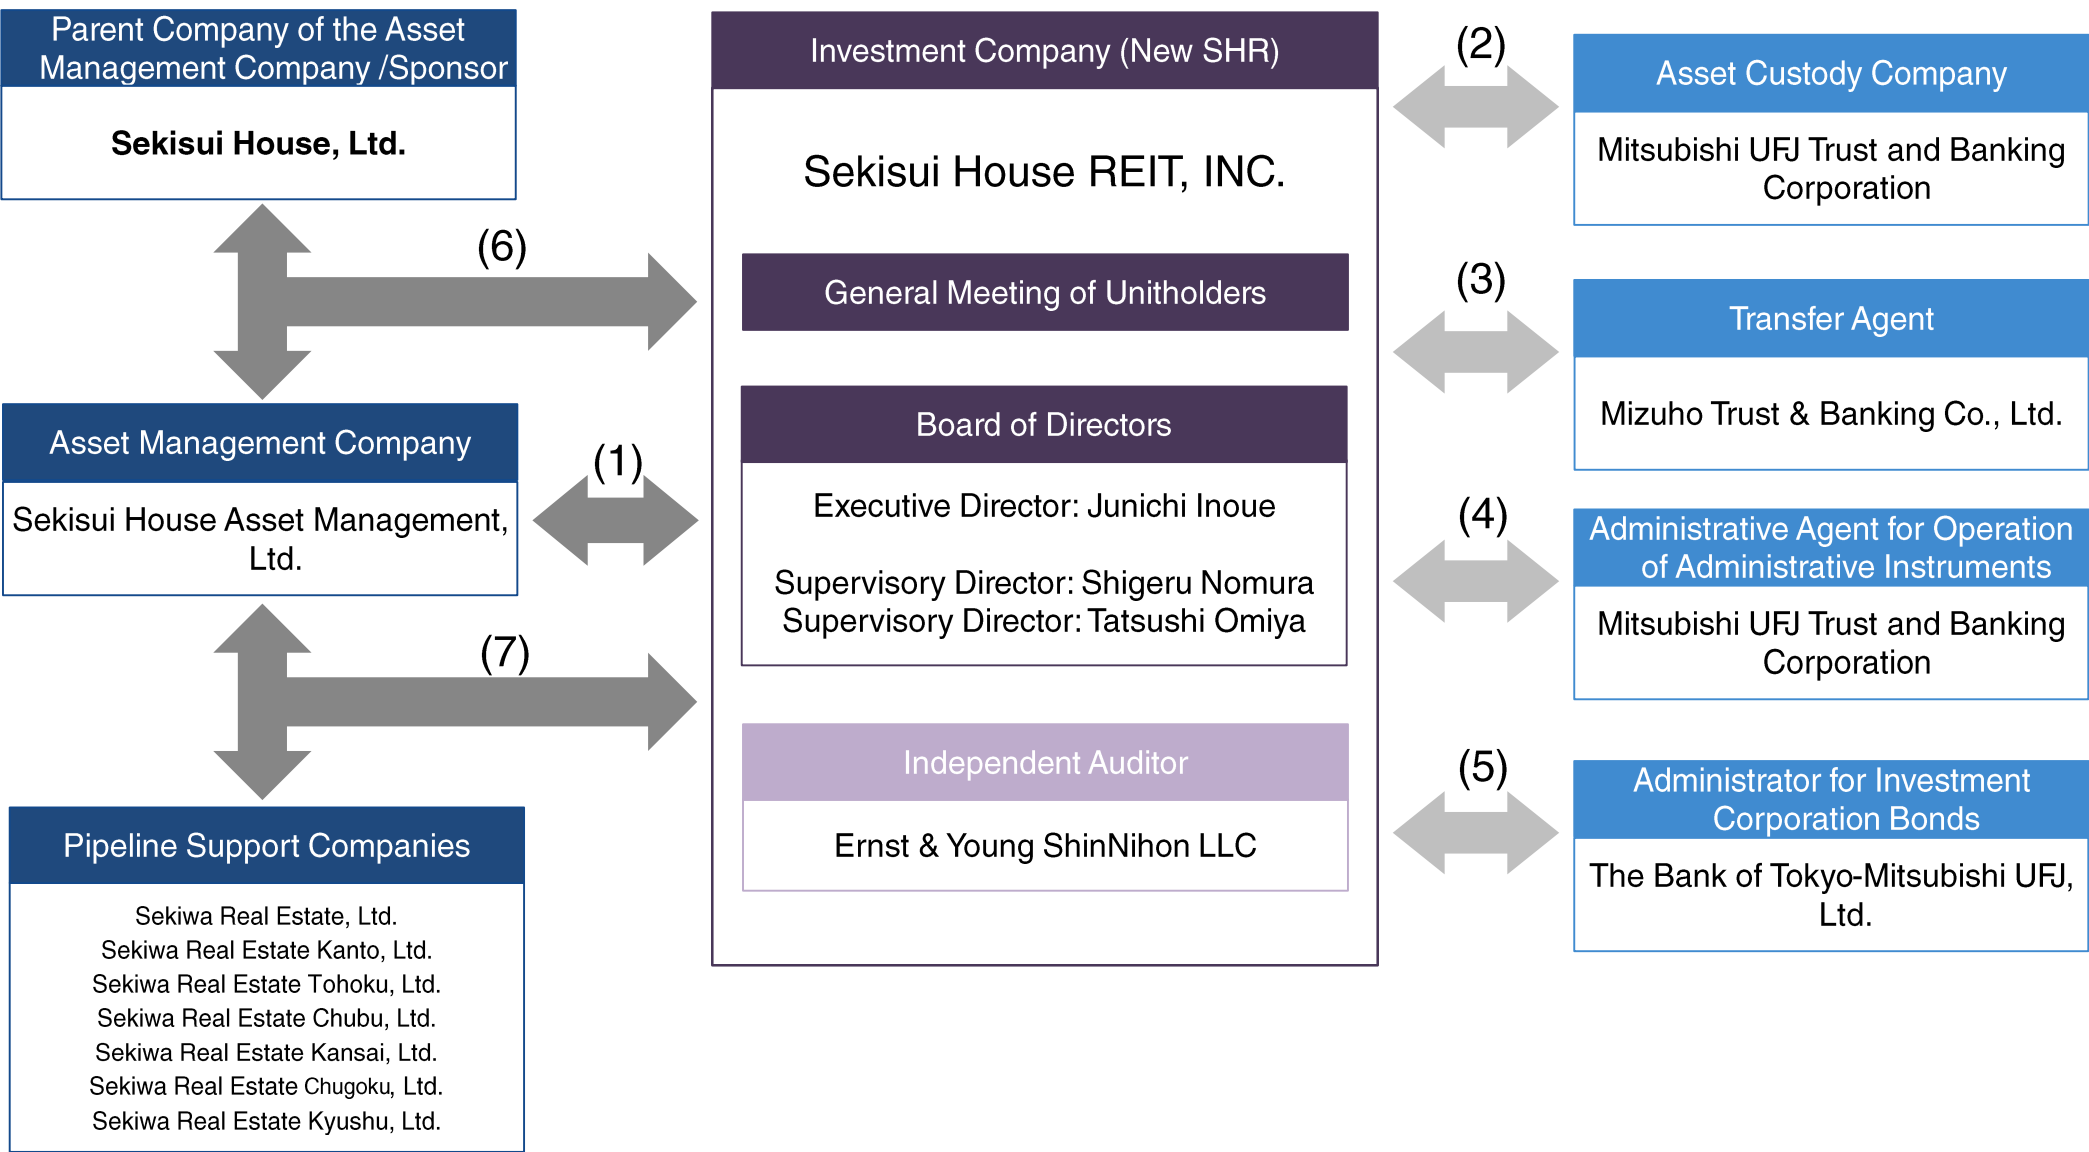 Parent Company of the Asset
Management Company /Sponsor
Sekisui House, Ltd.
(6)
Asset Management Company
Sekisui House Asset Management,
Ltd.
(1)
(7)
Pipeline Support Companies
Sekiwa Real Estate, Ltd.
Sekiwa Real Estate Kanto, Ltd.
Sekiwa Real Estate Tohoku, Ltd.
Sekiwa Real Estate Chubu, Ltd.
Sekiwa Real Estate Kansai, Ltd.
Sekiwa Real Estate Chugoku, Ltd.
Sekiwa Real Estate Kyushu, Ltd.
Investment Company (New SHR)
Sekisui House REIT, INC.
General Meeting of Unitholders
Board of Directors
Executive Director: Junichi Inoue
Supervisory Director: Shigeru Nomura
Supervisory Director: Tatsushi Omiya
Independent Auditor
Ernst & Young ShinNihon LLC
(2)
Asset Custody Company
Mitsubishi UFJ Trust and Banking
Corporation
(3)
Transfer Agent
Mizuho Trust & Banking Co., Ltd.
(4)
Administrative Agent for Operation
of Administrative Instruments
Mitsubishi UFJ Trust and Banking
Corporation
(5)
Administrator for Investment
Corporation Bonds
The Bank of Tokyo-Mitsubishi UFJ,
Ltd.